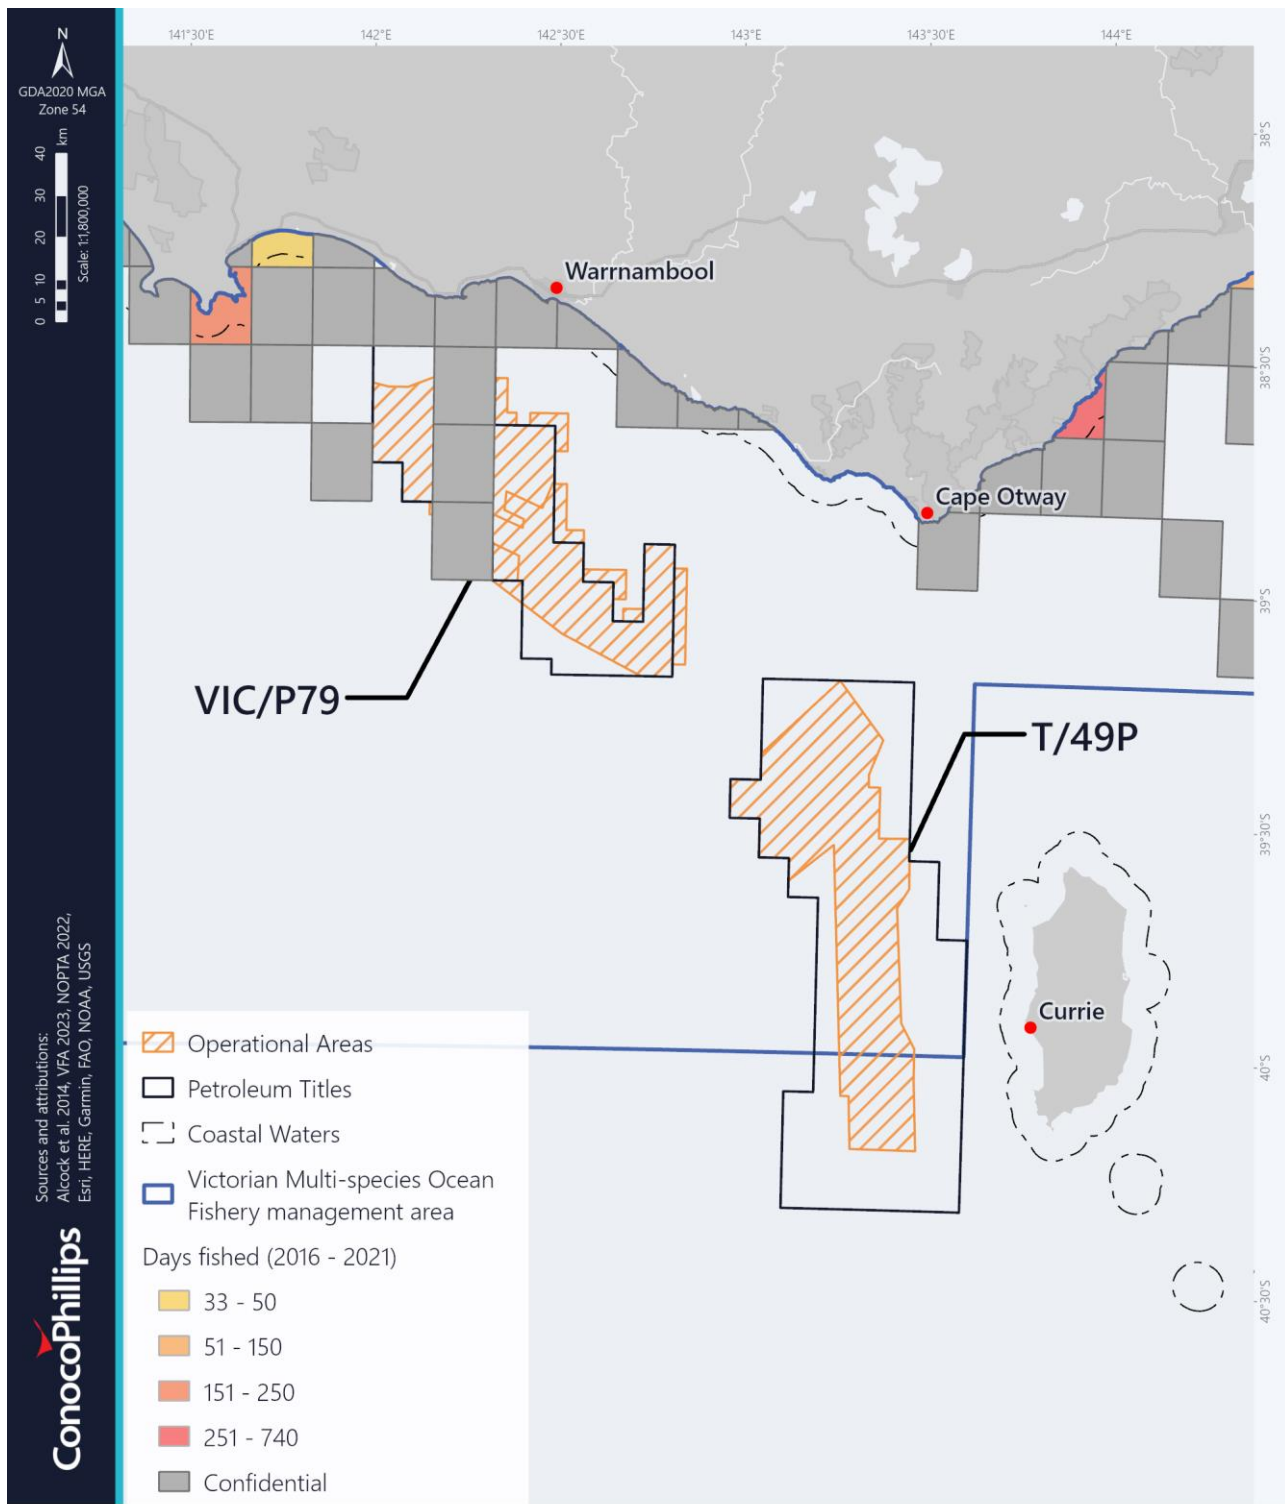 141°30'E
142°E
142°30'E
143°E
143°30'E
144°E
N
GDA2020 MGA
Zone 54
0 5 10 20 30 40 km
Scale: 1:1,800,000
38°S
38°30'S
39°S
39°30'S
40°S
40°30'S
Warrnambool
Cape Otway
VIC/P79
T/49P
Currie
Operational Areas
Petroleum Titles
Coastal Waters
Victorian Multi-species Ocean
Fishery management area
Days fished (2016 - 2021)
33 - 50
51 - 150
151 - 250
251 - 740
Confidential
Sources and attributions:
Alcock et al. 2014, VFA 2023, NOPTA 2022,
Esri, HERE, Garmin, FAO, NOAA, USGS
ConocoPhillips